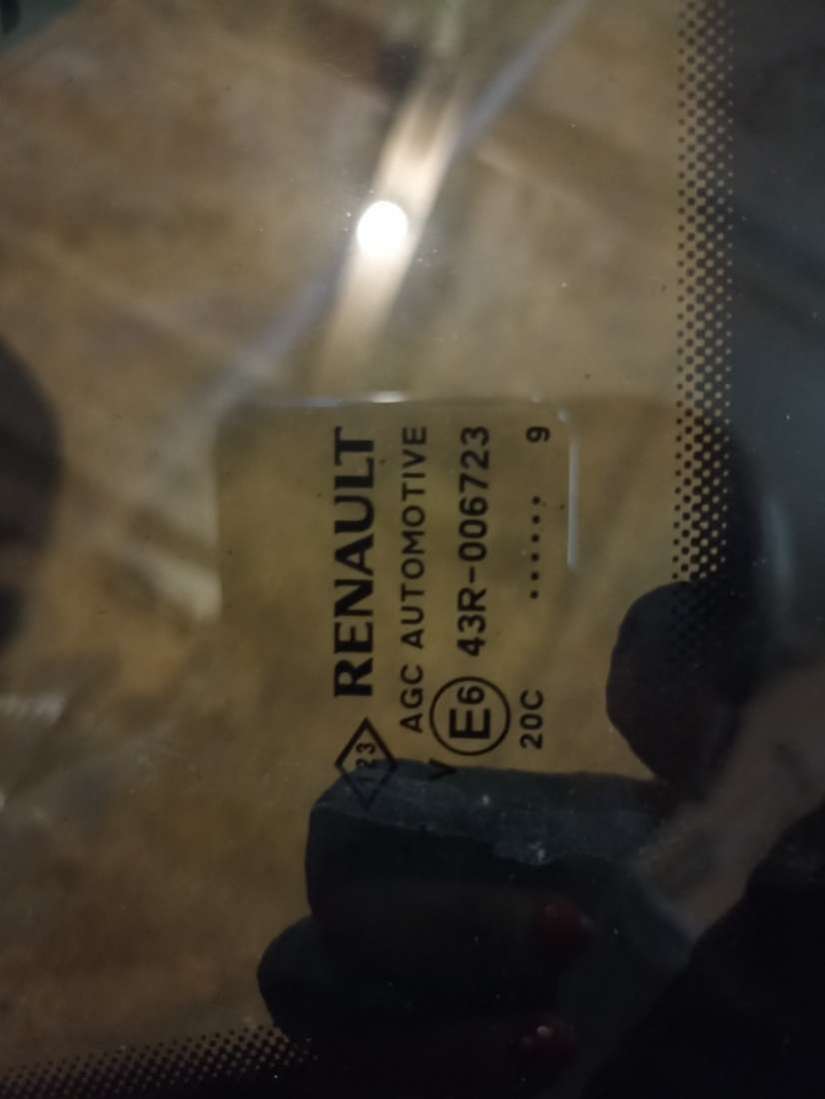 RENAULT
AGC AUTOMOTIVE
V E6 43R-006723
20C ...... 9